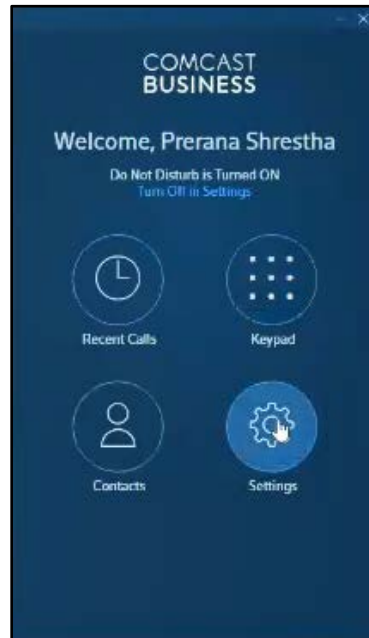 COMCAST
BUSINESS
Welcome, Prerana Shrestha
Do Not Disturb is Turned ON
Turn Off in Settings
Recent Calls
Keypad
Contacts
Settings